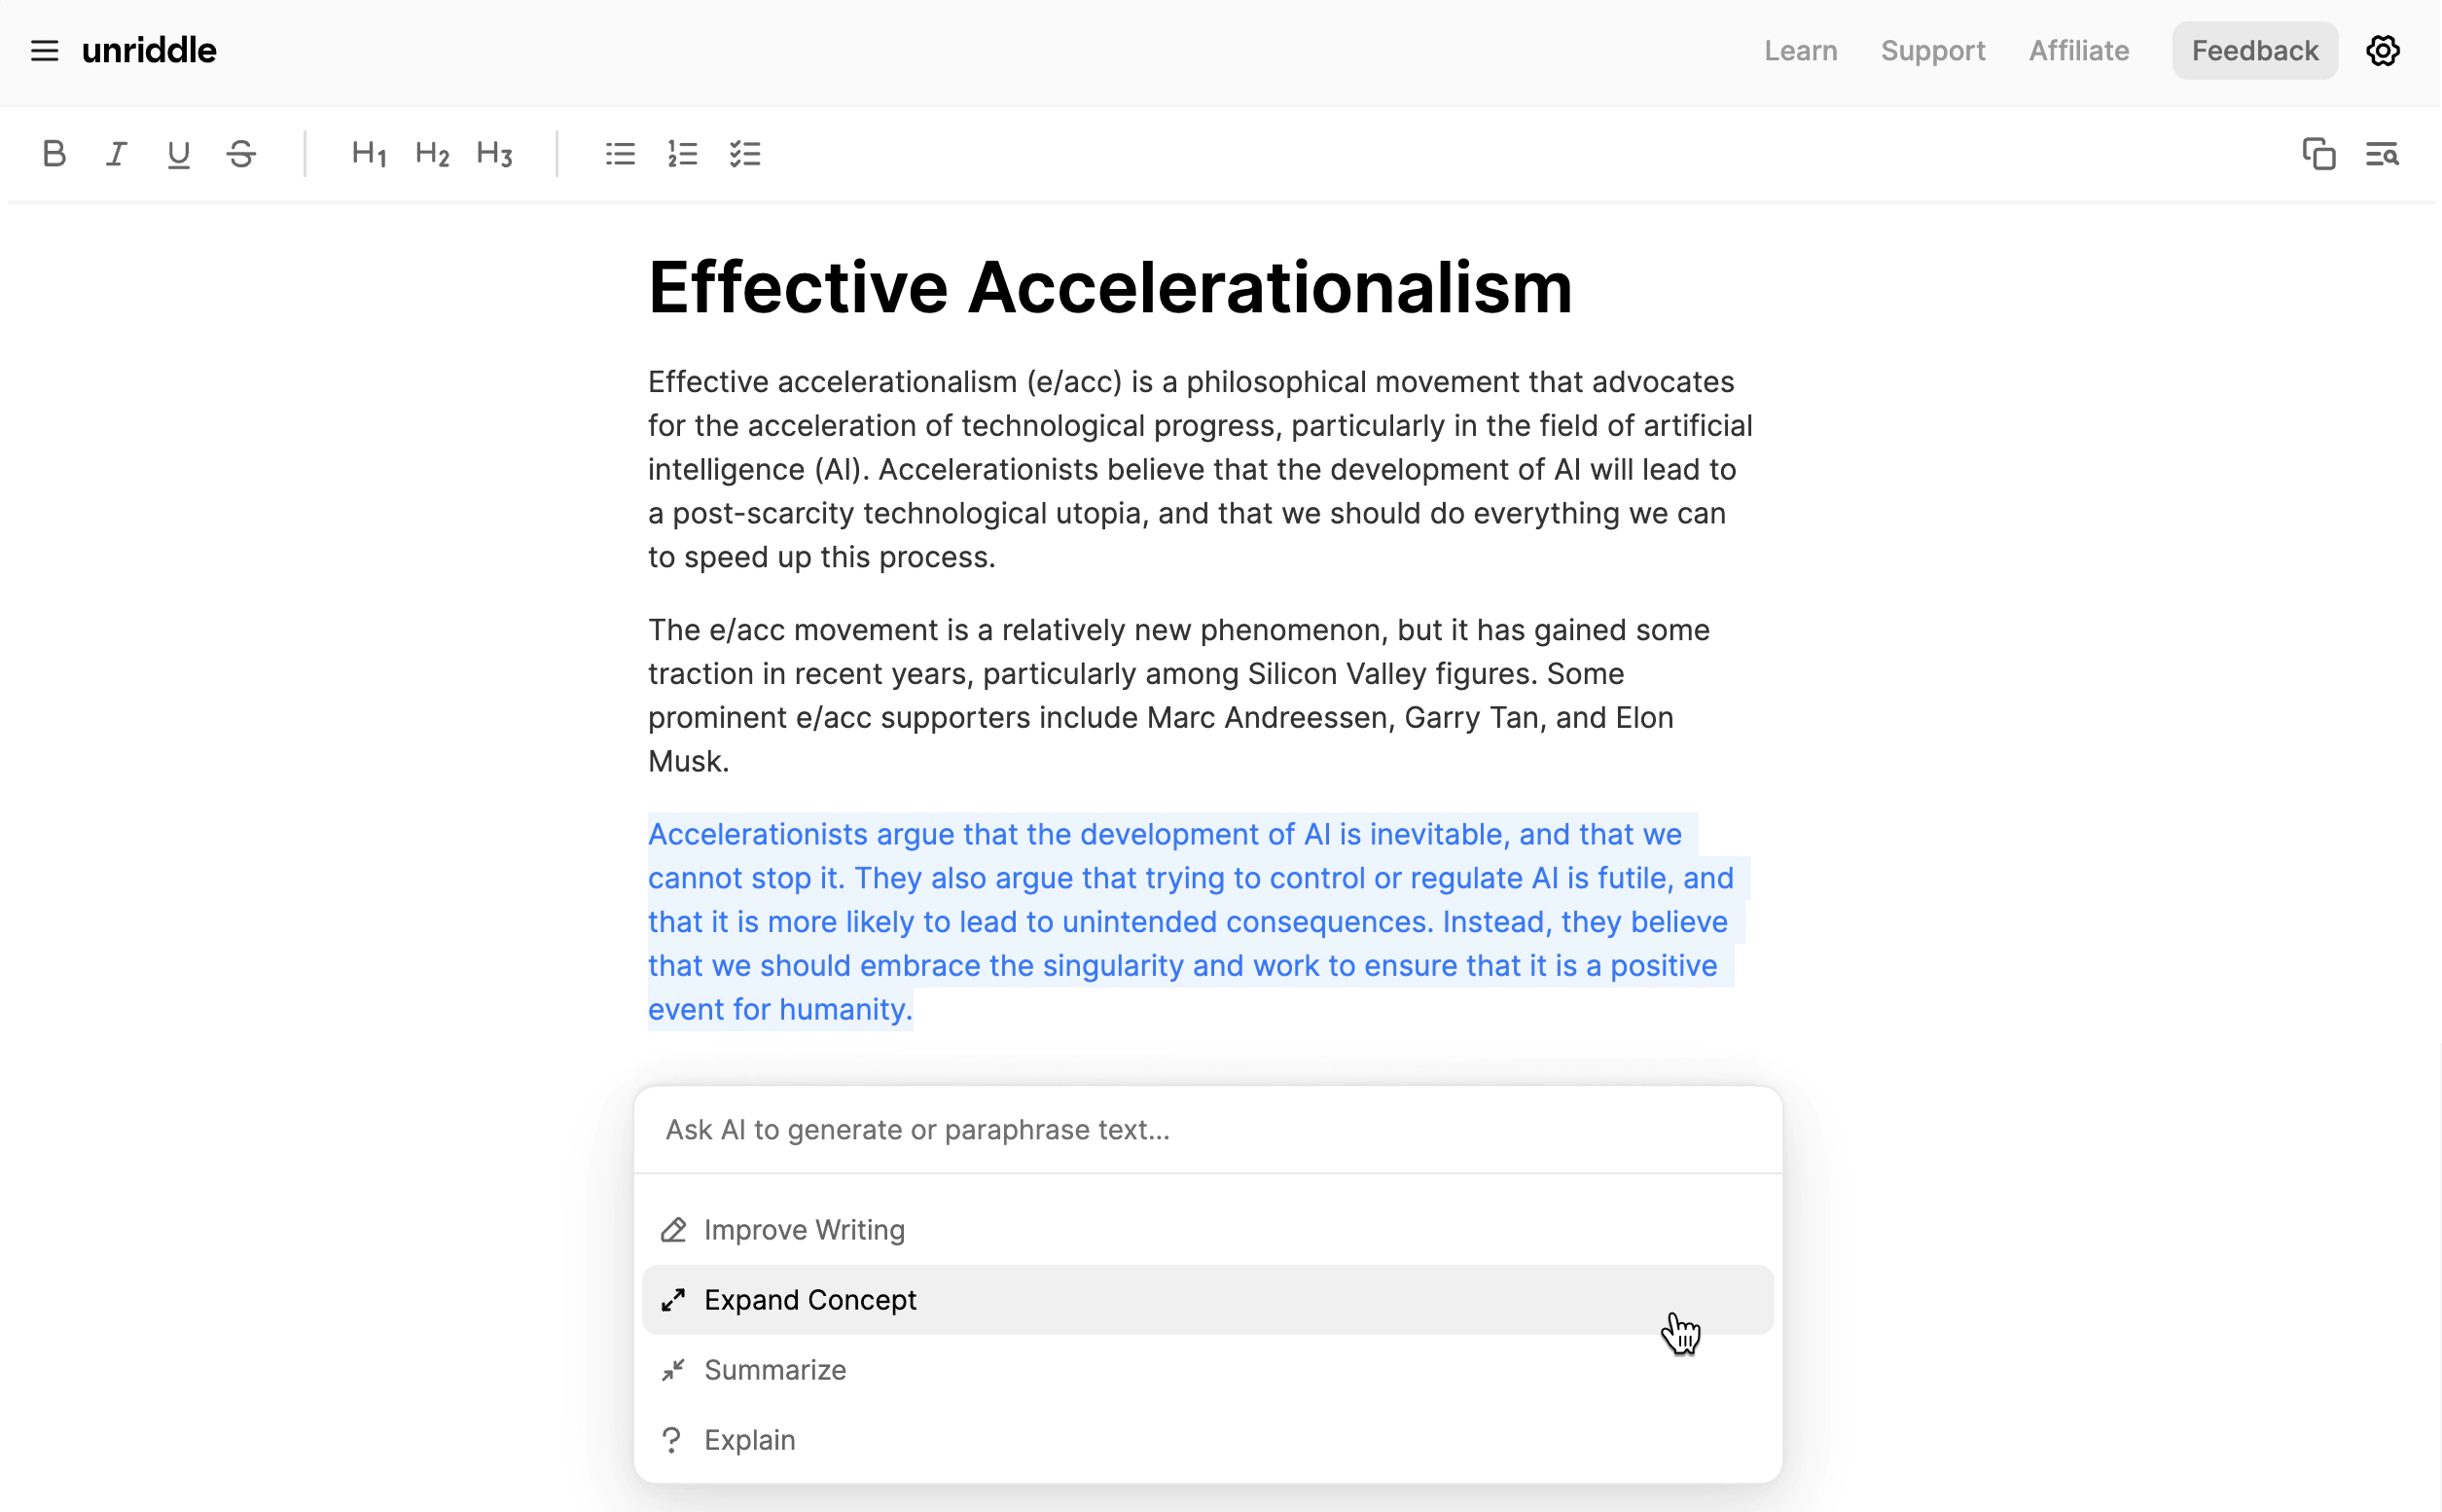 unriddle
Learn Support Affiliate Feedback
B I U S H1 H2 H3
Effective Accelerationalism
Effective accelerationalism (e/acc) is a philosophical movement that advocates
for the acceleration of technological progress, particularly in the field of artificial
intelligence (AI). Accelerationists believe that the development of AI will lead to
a post-scarcity technological utopia, and that we should do everything we can
to speed up this process.
The e/acc movement is a relatively new phenomenon, but it has gained some
traction in recent years, particularly among Silicon Valley figures. Some
prominent e/acc supporters include Marc Andreessen, Garry Tan, and Elon
Musk.
Accelerationists argue that the development of AI is inevitable, and that we
cannot stop it. They also argue that trying to control or regulate AI is futile, and
that it is more likely to lead to unintended consequences. Instead, they believe
that we should embrace the singularity and work to ensure that it is a positive
event for humanity.
Ask AI to generate or paraphrase text...
Improve Writing
Expand Concept
Summarize
? Explain